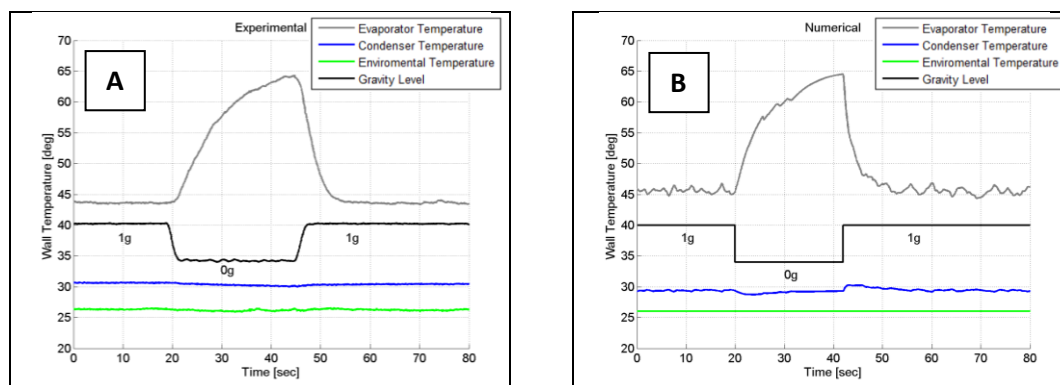 Experimental
Evaporator Temperature
Condenser Temperature
Enviromental Temperature
Gravity Level
A
Wall Temperature [deg]
70
65
60
55
50
45
40
35
30
25
20
1g
0g
1g
0 10 20 30 40 50 60 70 80
Time [sec]
Numerical
Evaporator Temperature
Condenser Temperature
Enviromental Temperature
Gravity Level
B
Wall Temperature [deg]
70
65
60
55
50
45
40
35
30
25
20
1g
0g
1g
0 10 20 30 40 50 60 70 80
Time [sec]